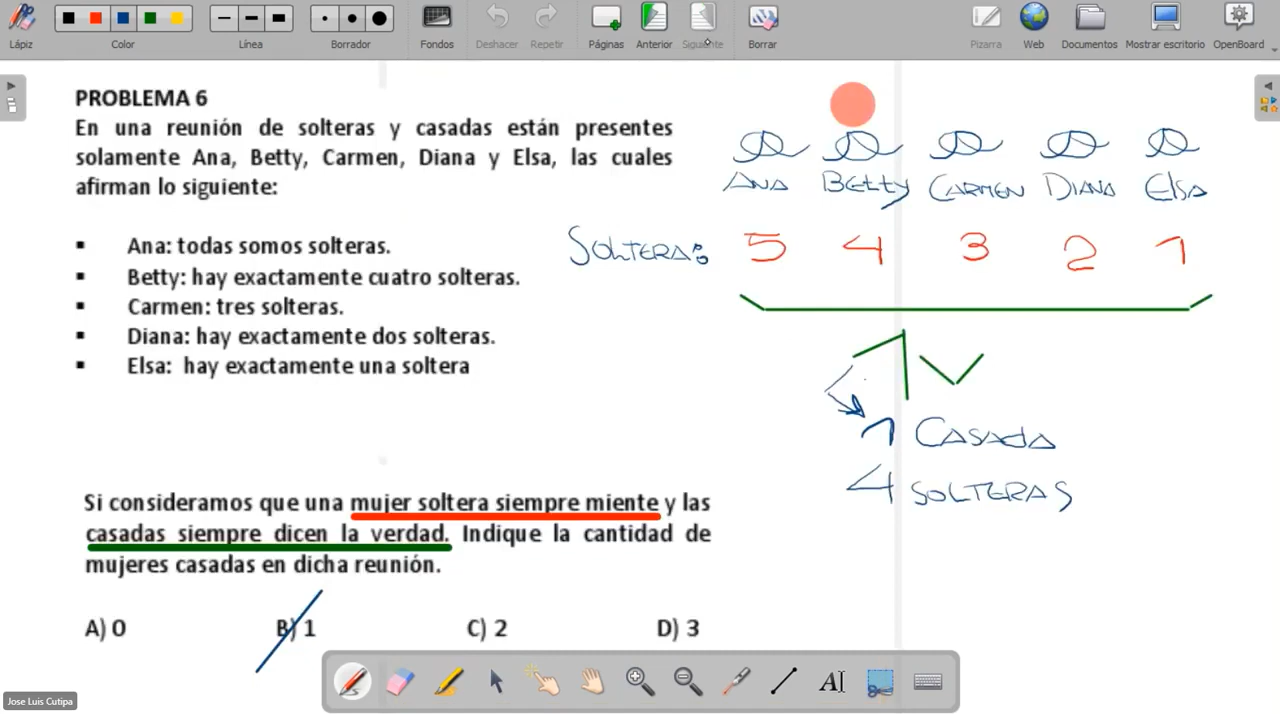 Lápiz Color Línea Borrador Fondos Deshacer Repetir Páginas Anterior Siguiente Borrar Pizarra Web Documentos Mostrar escritorio OpenBoard
PROBLEMA 6
En una reunión de solteras y casadas están presentes
solamente Ana, Betty, Carmen, Diana y Elsa, las cuales
afirman lo siguiente:
▪ Ana: todas somos solteras.
▪ Betty: hay exactamente cuatro solteras.
▪ Carmen: tres solteras.
▪ Diana: hay exactamente dos solteras.
▪ Elsa: hay exactamente una soltera
Si consideramos que una mujer soltera siempre miente y las
casadas siempre dicen la verdad. Indique la cantidad de
mujeres casadas en dicha reunión.
A) 0 B) 1 C) 2 D) 3
ANA BETTY CARMEN DIANA ELSA
SOLTERAS 5 4 3 2 1
1 V
1 CASADA
4 SOLTERAS
AI
Jose Luis Cutipa